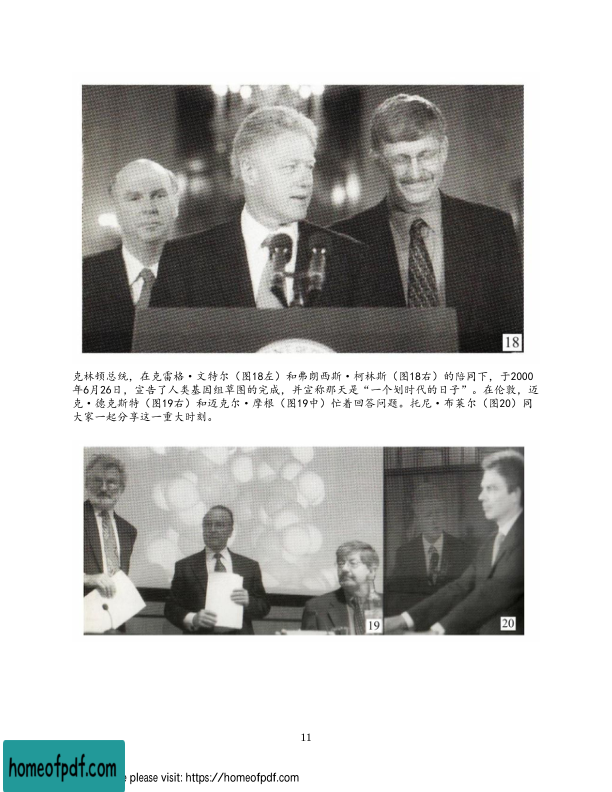 18
克林顿总统，在克雷格·文特尔（图18左）和弗朗西斯·柯林斯（图18右）的陪同下，于2000
年6月26日，宣告了人类基因组草图的完成，并宣称那天是“一个划时代的日子”。在伦敦，迈
克·德克斯特（图19右）和迈克尔·摩根（图19中）忙着回答问题。托尼·布莱尔（图20）同
大家一起分享这一重大时刻。
19
20
11
homeofpdf.com
please visit: https://homeofpdf.com